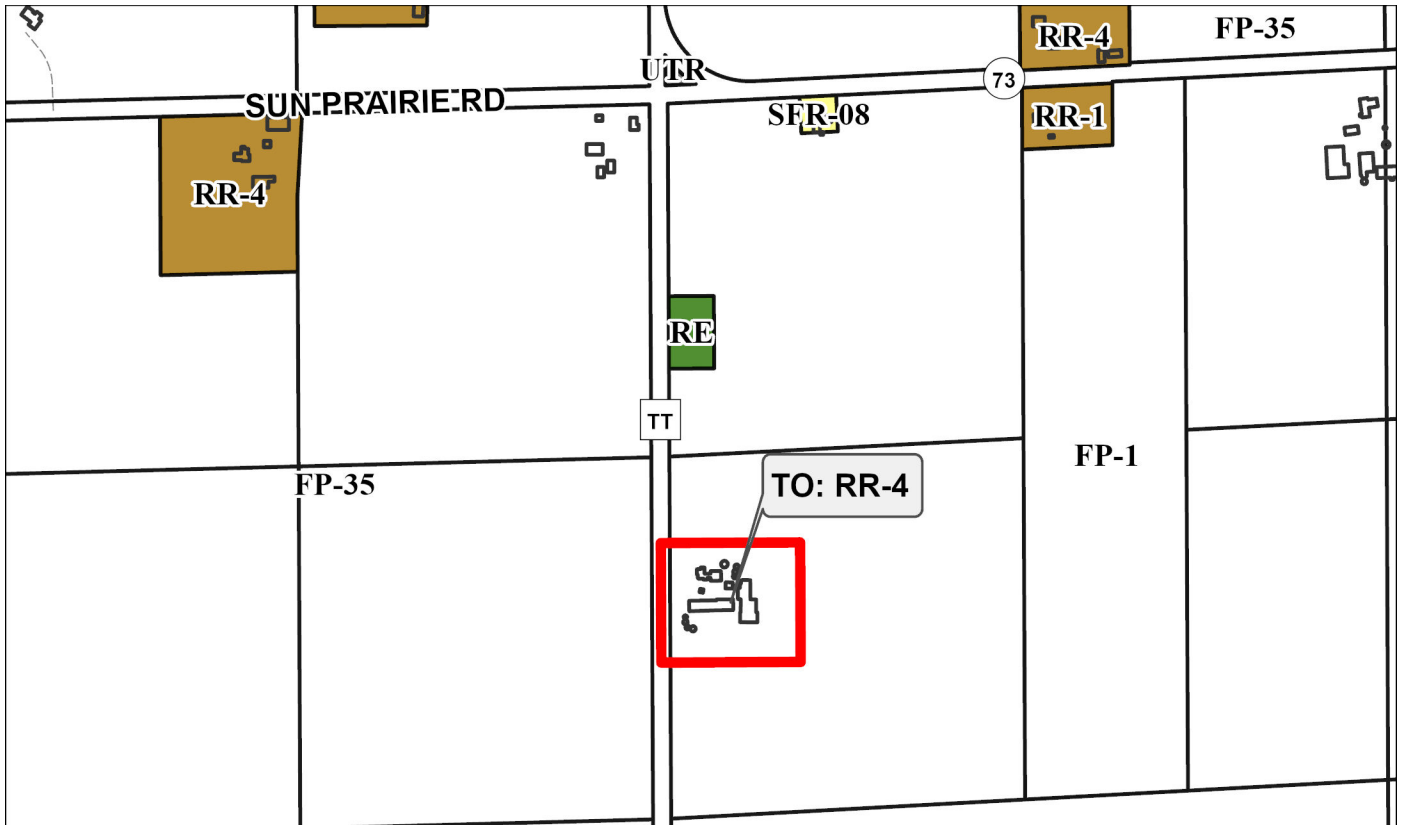 FP-35
RR-4
UTR
73
SUN PRAIRIE RD
SFR-08
RR-1
RR-4
RE
TT
FP-1
FP-35
TO: RR-4